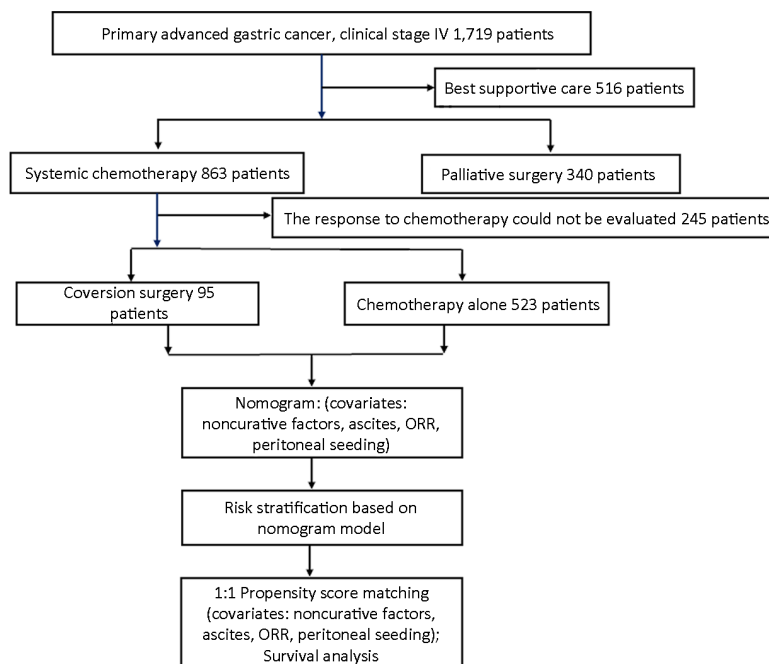 Primary advanced gastric cancer, clinical stage IV 1,719 patients
Best supportive care 516 patients
Systemic chemotherapy 863 patients
Palliative surgery 340 patients
The response to chemotherapy could not be evaluated 245 patients
Coversion surgery 95
patients
Chemotherapy alone 523 patients
Nomogram: (covariates:
noncurative factors, ascites, ORR,
peritoneal seeding)
Risk stratification based on
nomogram model
1:1 Propensity score matching
(covariates: noncurative factors,
ascites, ORR, peritoneal seeding);
Survival analysis